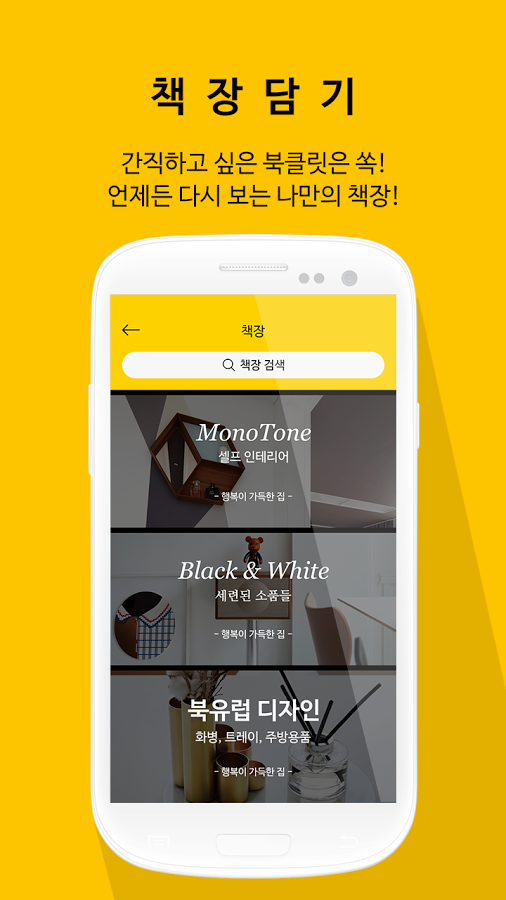 책 장 담 기
간직하고 싶은 북클릿은 쏙!
언제든 다시 보는 나만의 책장!
책장
책장 검색
MonoTone
셀프 인테리어
- 행복이 가득한 집 -
Black & White
세련된 소품들
- 행복이 가득한 집 -
북유럽 디자인
화병, 트레이, 주방용품
- 행복이 가득한 집 -